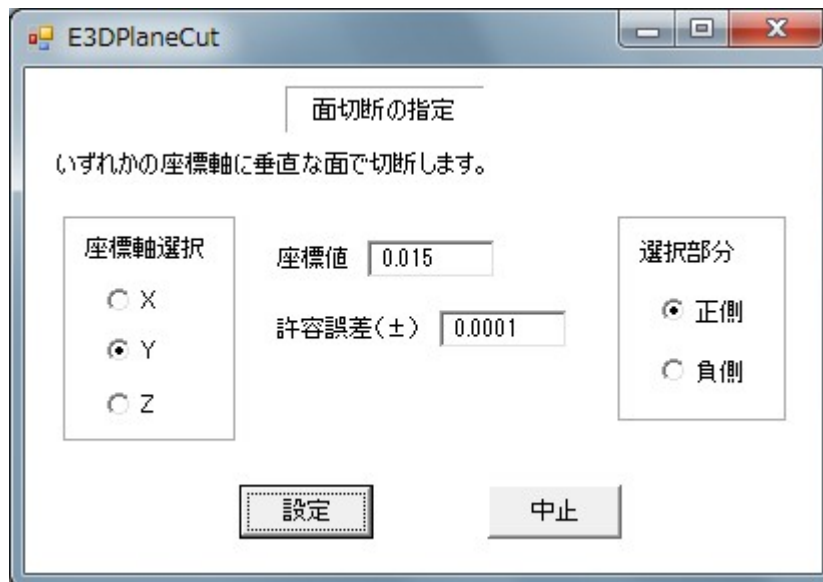 E3DPlaneCut
面切断の指定
いずれかの座標軸に垂直な面で切断します。
座標軸選択
X
Y
Z
座標値 0.015
許容誤差(±) 0.0001
選択部分
正側
負側
設定
中止